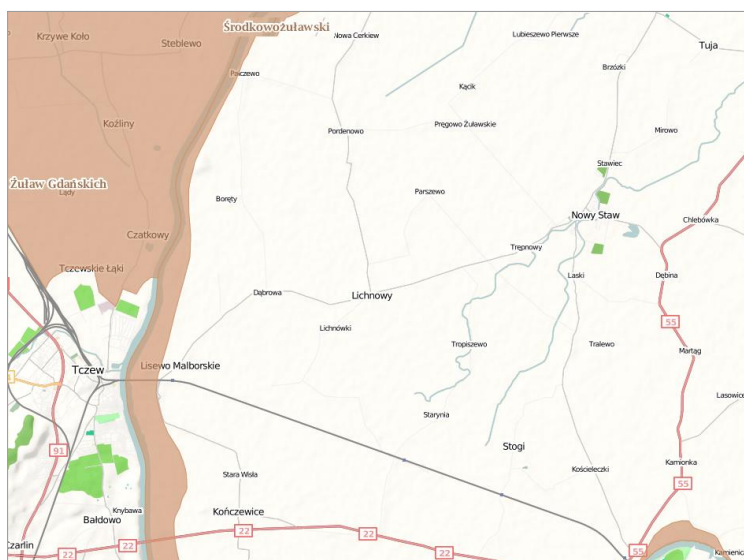 Środkowożuławski
Krzywe Koło
Steblewo
Nowa Cerkiew
Lubieszewo Pierwsze
Tuja
Palczewo
Brzózki
Kącik
Koźliny
Pordenowo
Pręgowo Żuławskie
Mirowo
Stawiec
Żuław Gdańskich
Lądy
Boręty
Parszewo
Nowy Staw
Chlebówka
Czatkowy
Trępnowy
Tczewskie Łąki
Laski
Dębina
Dąbrowa
Lichnowy
55
Lichnówki
Tropiszewo
Tralewo
Martąg
Tczew
Lisewo Malborskie
1
Lasowice
Starynia
91
Stogi
Kościeleczki
Kamionka
Stara Wisła
55
Knybawa
Kończewice
Bałdowo
22
22
22
22
22
55
Czarlin
Kamienic